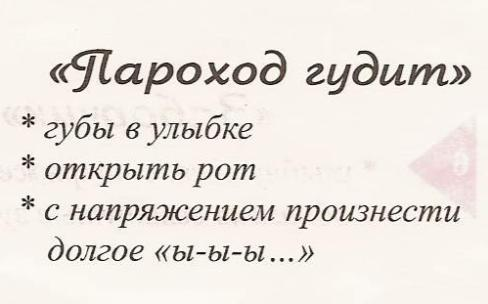 «Пароход гудит»
* губы в улыбке
* открыть рот
* с напряжением произнести
долгое «ы-ы-ы...»